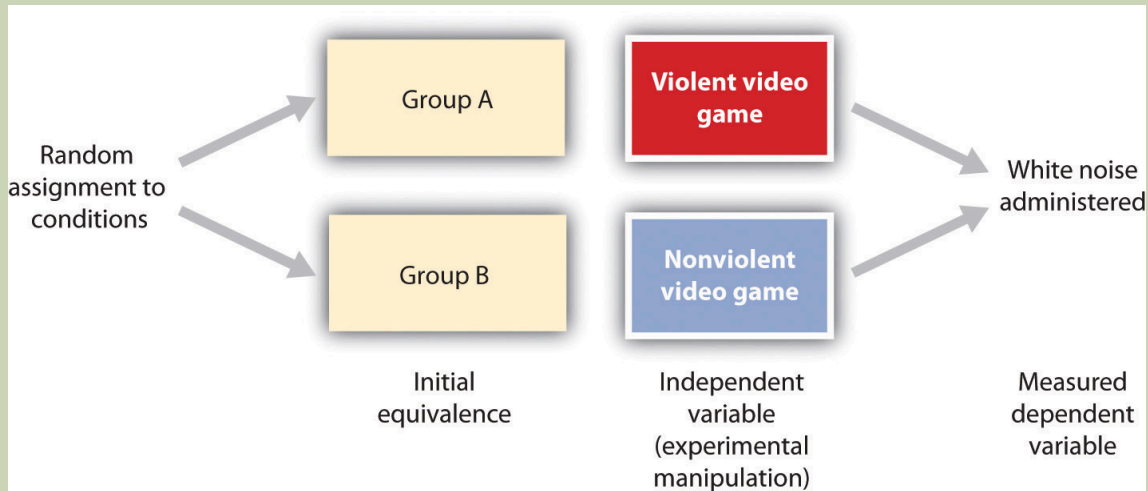 Random
assignment to
conditions
Group A
Group B
Initial
equivalence
Violent video
game
Nonviolent
video game
Independent
variable
(experimental
manipulation)
White noise
administered
Measured
dependent
variable